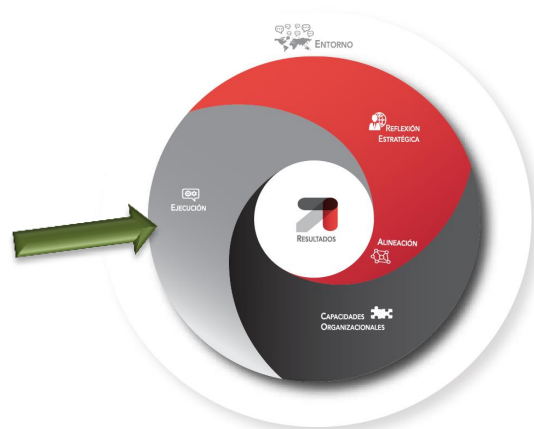 ENTORNO
REFLEXIÓN
ESTRATÉGICA
EJECUCIÓN
RESULTADOS
ALINEACIÓN
CAPACIDADES
ORGANIZACIONALES